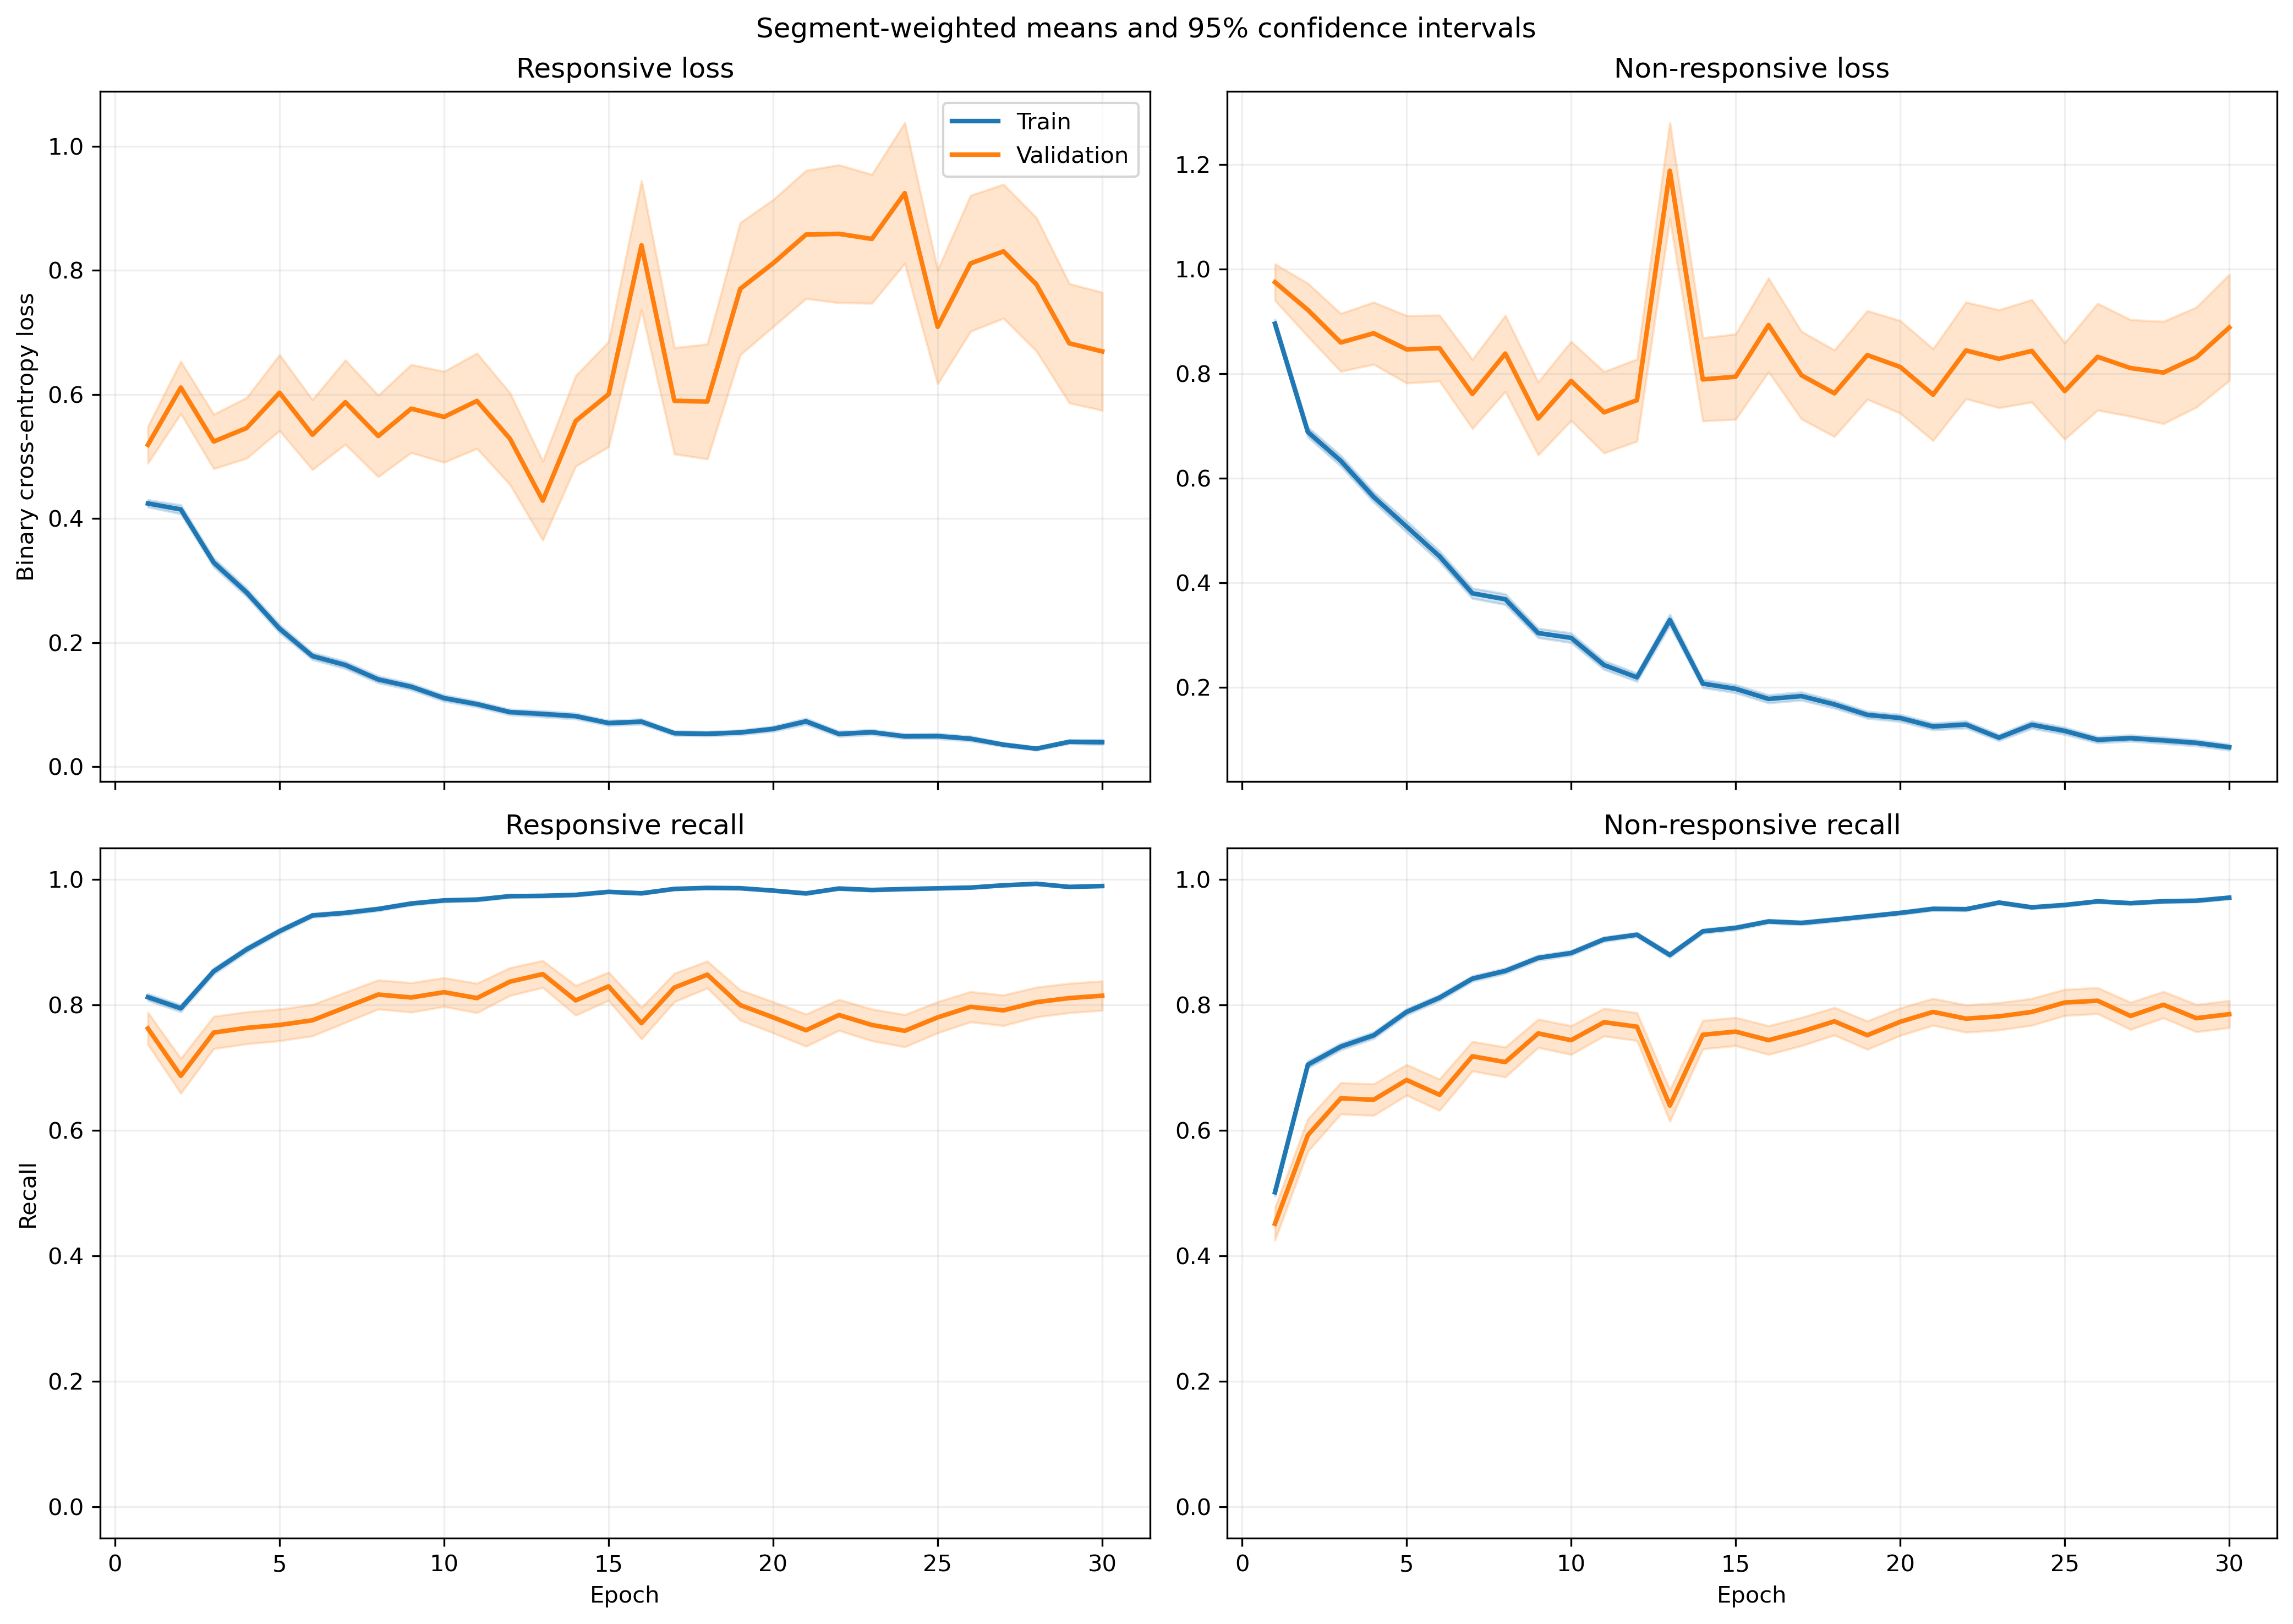 Segment-weighted means and 95% confidence intervals
Responsive loss
Non-responsive loss
Train
Validation
Binary cross-entropy loss
1.0
0.8
0.6
0.4
0.2
0.0
1.2
1.0
0.8
0.6
0.4
0.2
Responsive recall
Non-responsive recall
Recall
1.0
0.8
0.6
0.4
0.2
0.0
1.0
0.8
0.6
0.4
0.2
0.0
0 5 10 15 20 25 30
0 5 10 15 20 25 30
Epoch
Epoch